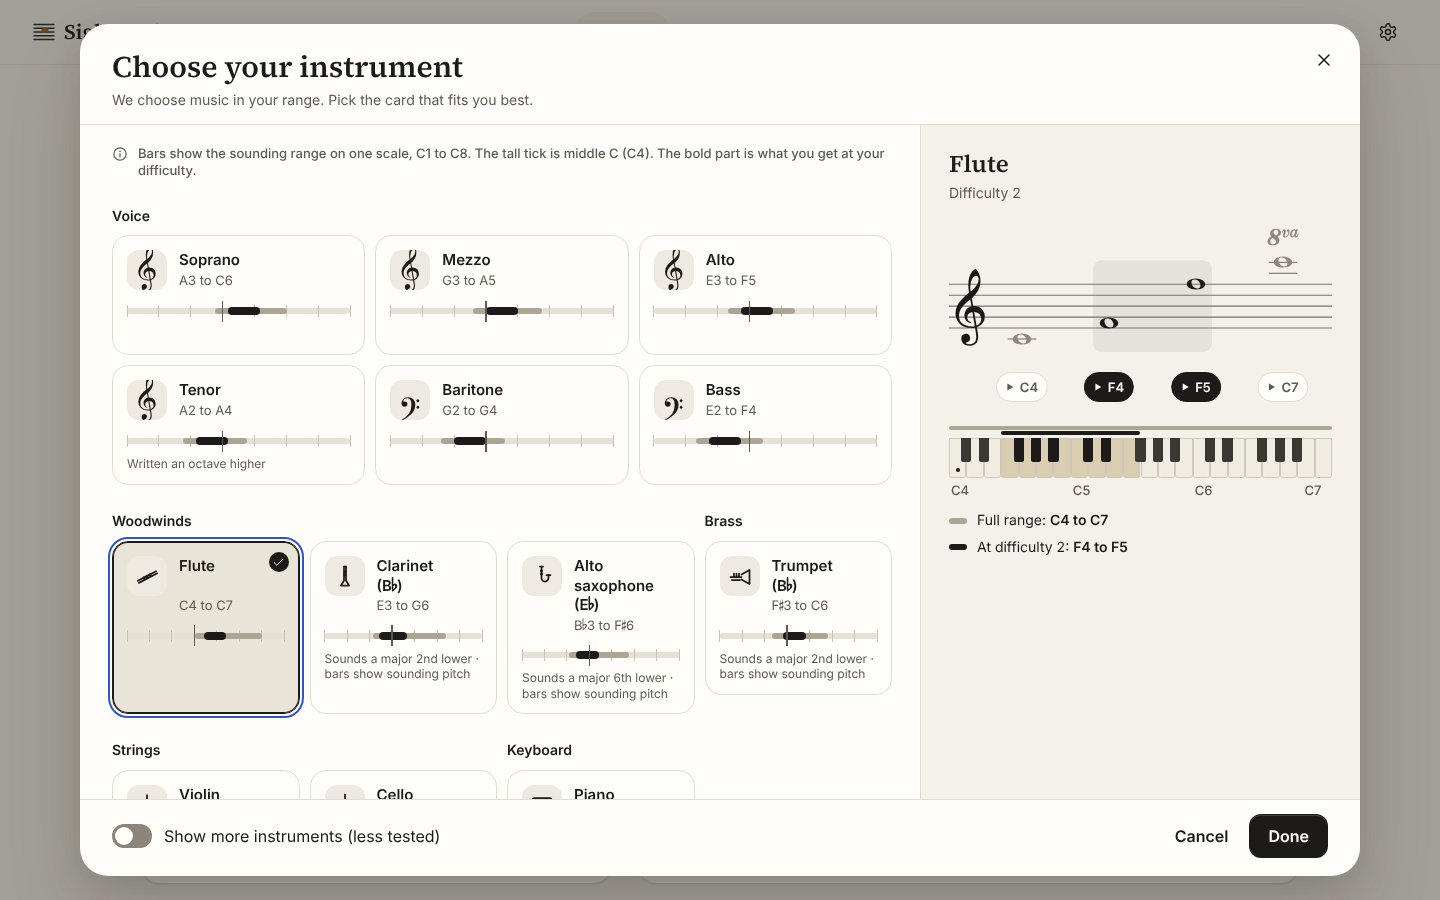 Choose your instrument
We choose music in your range. Pick the card that fits you best.
Bars show the sounding range on one scale, C1 to C8. The tall tick is middle C (C4). The bold part is what you get at your
difficulty.
Voice
Soprano
A3 to C6
Mezzo
G3 to A5
Alto
E3 to F5
Tenor
A2 to A4
Written an octave higher
Baritone
G2 to G4
Bass
E2 to F4
Woodwinds
Flute
C4 to C7
Clarinet
(B♭)
E3 to G6
Sounds a major 2nd lower ·
bars show sounding pitch
Alto
saxophone
(E♭)
B♭3 to F♯6
Sounds a major 6th lower ·
bars show sounding pitch
Brass
Trumpet
(B♭)
F♯3 to C6
Sounds a major 2nd lower ·
bars show sounding pitch
Strings
Violin
Cello
Keyboard
Piano
Flute
Difficulty 2
8va
C4
F4
F5
C7
C4
C5
C6
C7
Full range: C4 to C7
At difficulty 2: F4 to F5
Show more instruments (less tested)
Cancel
Done